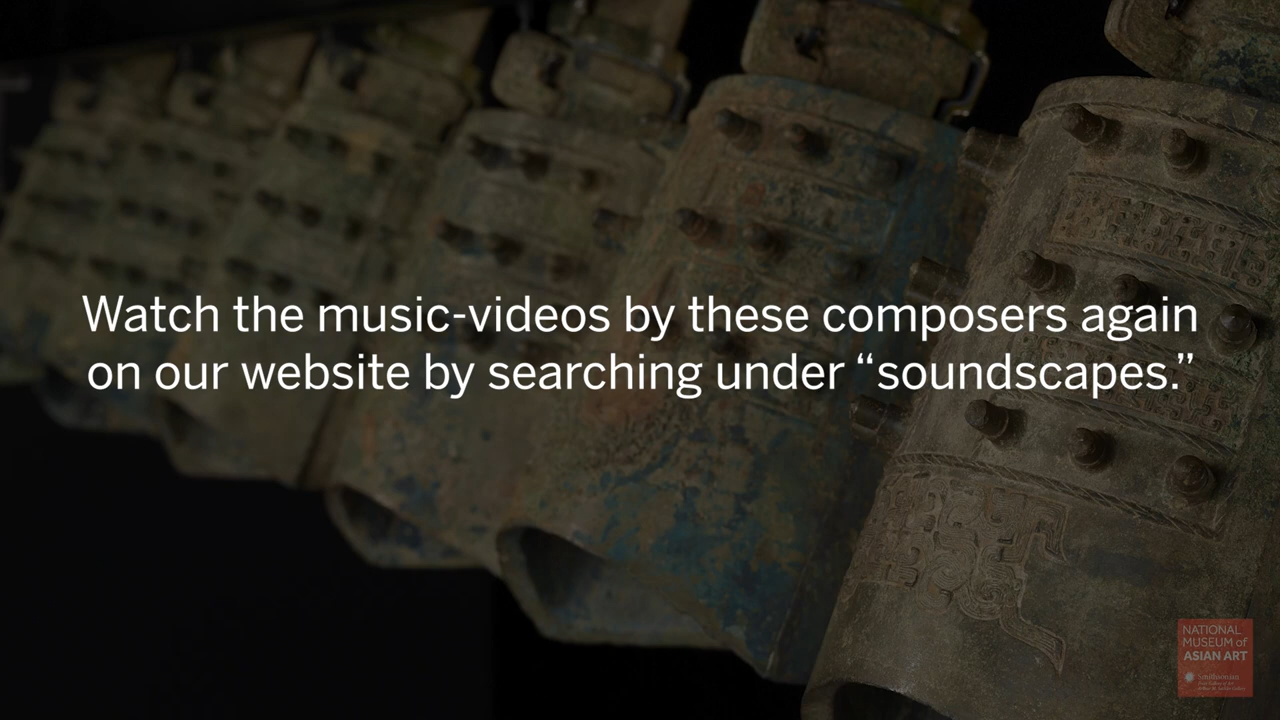 Watch the music-videos by these composers again
on our website by searching under “soundscapes.”
NATIONAL
MUSEUM of
ASIAN ART
Smithsonian